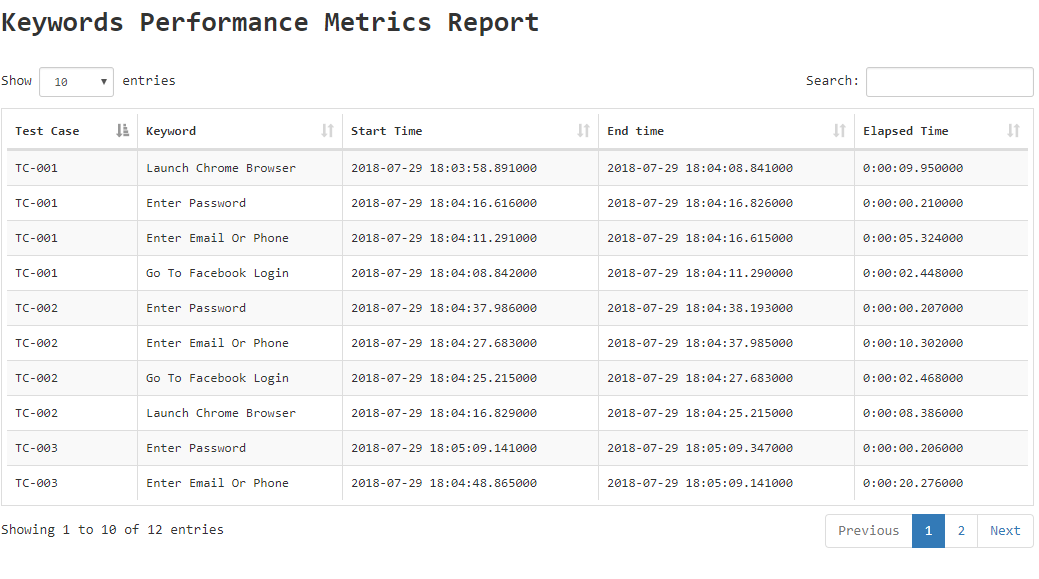 Keywords Performance Metrics Report
Show 10 entries Search:
Test Case Keyword Start Time End time Elapsed Time
TC-001 Launch Chrome Browser 2018-07-29 18:03:58.891000 2018-07-29 18:04:08.841000 0:00:09.950000
TC-001 Enter Password 2018-07-29 18:04:16.616000 2018-07-29 18:04:16.826000 0:00:00.210000
TC-001 Enter Email Or Phone 2018-07-29 18:04:11.291000 2018-07-29 18:04:16.615000 0:00:05.324000
TC-001 Go To Facebook Login 2018-07-29 18:04:08.842000 2018-07-29 18:04:11.290000 0:00:02.448000
TC-002 Enter Password 2018-07-29 18:04:37.986000 2018-07-29 18:04:38.193000 0:00:00.207000
TC-002 Enter Email Or Phone 2018-07-29 18:04:27.683000 2018-07-29 18:04:37.985000 0:00:10.302000
TC-002 Go To Facebook Login 2018-07-29 18:04:25.215000 2018-07-29 18:04:27.683000 0:00:02.468000
TC-002 Launch Chrome Browser 2018-07-29 18:04:16.829000 2018-07-29 18:04:25.215000 0:00:08.386000
TC-003 Enter Password 2018-07-29 18:05:09.141000 2018-07-29 18:05:09.347000 0:00:00.206000
TC-003 Enter Email Or Phone 2018-07-29 18:04:48.865000 2018-07-29 18:05:09.141000 0:00:20.276000
Showing 1 to 10 of 12 entries Previous 1 2 Next